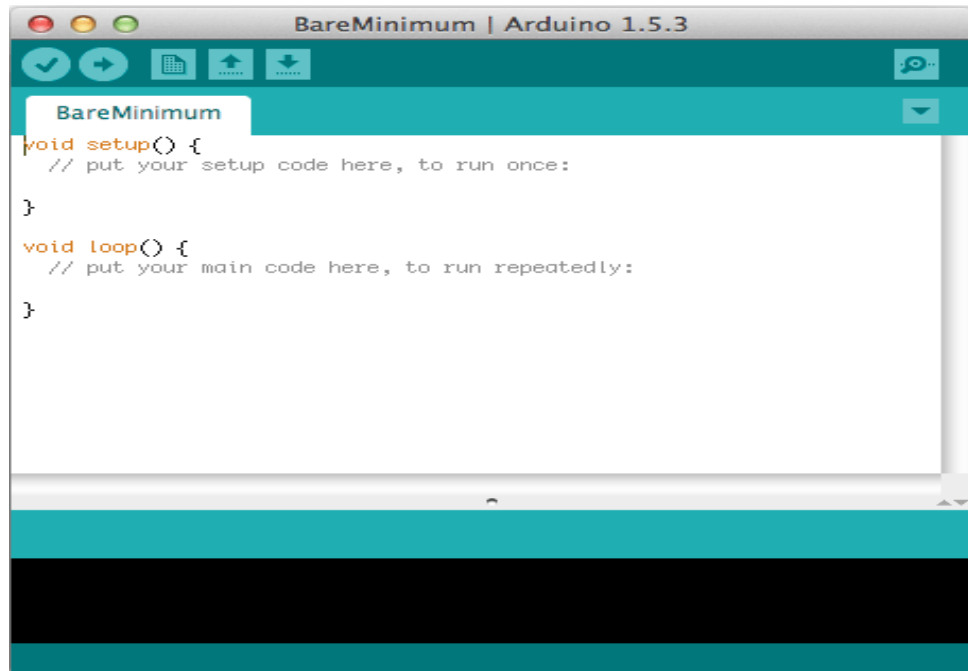 BareMinimum | Arduino 1.5.3
BareMinimum
void setup() {
  // put your setup code here, to run once:
}
void loop() {
  // put your main code here, to run repeatedly:
}